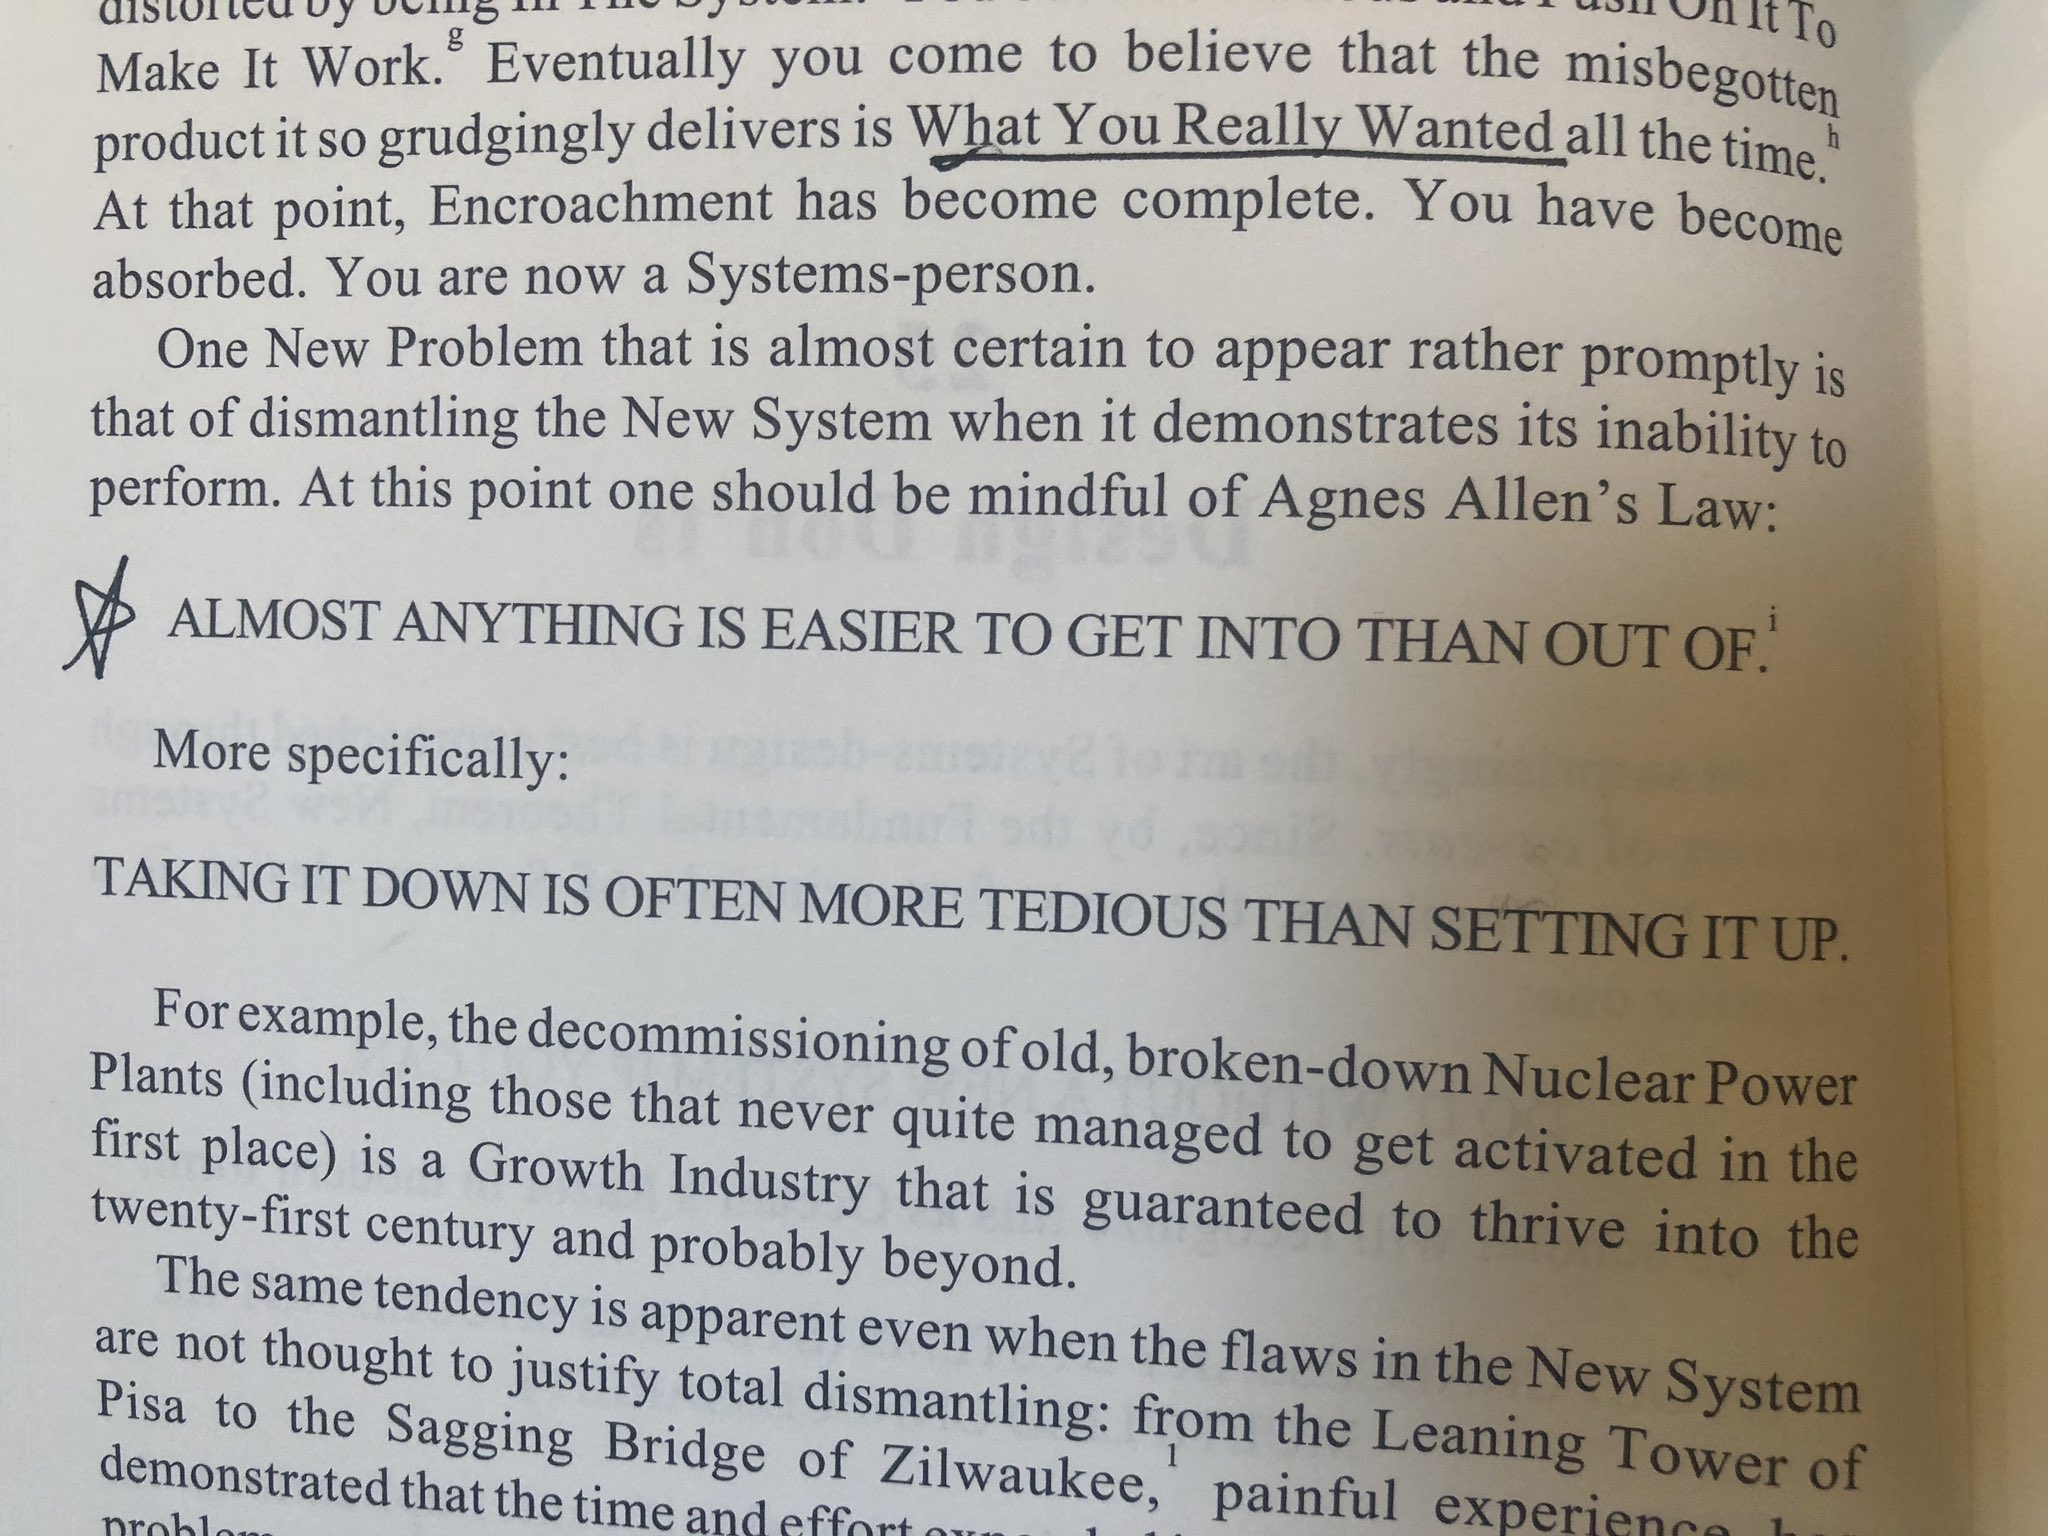 distorted by being in The System.
Push On It To
Make It Work.g Eventually you come to believe that the misbegotten
product it so grudgingly delivers is What You Really Wanted all the time.h
At that point, Encroachment has become complete. You have become
absorbed. You are now a Systems-person.
One New Problem that is almost certain to appear rather promptly is
that of dismantling the New System when it demonstrates its inability to
perform. At this point one should be mindful of Agnes Allen's Law:
ALMOST ANYTHING IS EASIER TO GET INTO THAN OUT OF.i
More specifically:
TAKING IT DOWN IS OFTEN MORE TEDIOUS THAN SETTING IT UP.
For example, the decommissioning of old, broken-down Nuclear Power
Plants (including those that never quite managed to get activated in the
first place) is a Growth Industry that is guaranteed to thrive into the
twenty-first century and probably beyond.
The same tendency is apparent even when the flaws in the New System
are not thought to justify total dismantling: from the Leaning Tower of
Pisa to the Sagging Bridge of Zilwaukee,1 painful experience
demonstrated that the time and effort